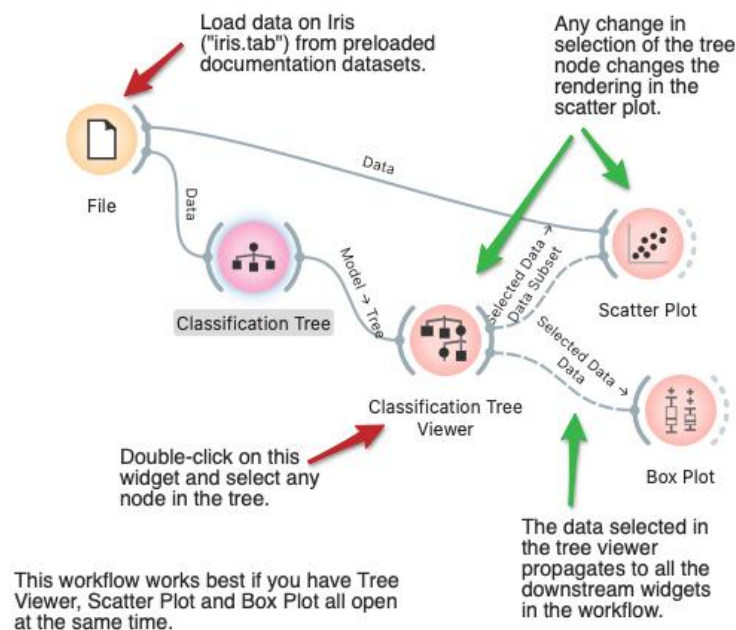 Load data on Iris
("iris.tab") from preloaded
documentation datasets.
Any change in
selection of the tree
node changes the
rendering in the
scatter plot.
File
Data
Data
Classification Tree
Model → Tree
Selected Data →
Data Subset
Scatter Plot
Classification Tree
Viewer
Selected Data →
Data
Box Plot
Double-click on this
widget and select any
node in the tree.
The data selected in
the tree viewer
propagates to all the
downstream widgets
in the workflow.
This workflow works best if you have Tree
Viewer, Scatter Plot and Box Plot all open
at the same time.